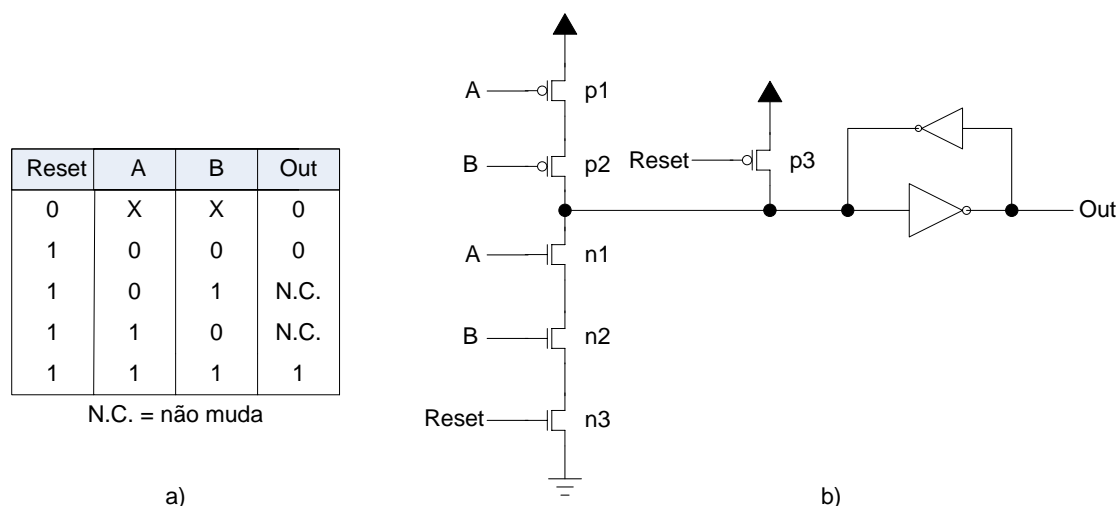 Reset A B Out
0 X X 0
1 0 0 0
1 0 1 N.C.
1 1 0 N.C.
1 1 1 1
N.C. = não muda
a)
A p1
B p2
Reset p3
Out
A n1
B n2
Reset n3
b)